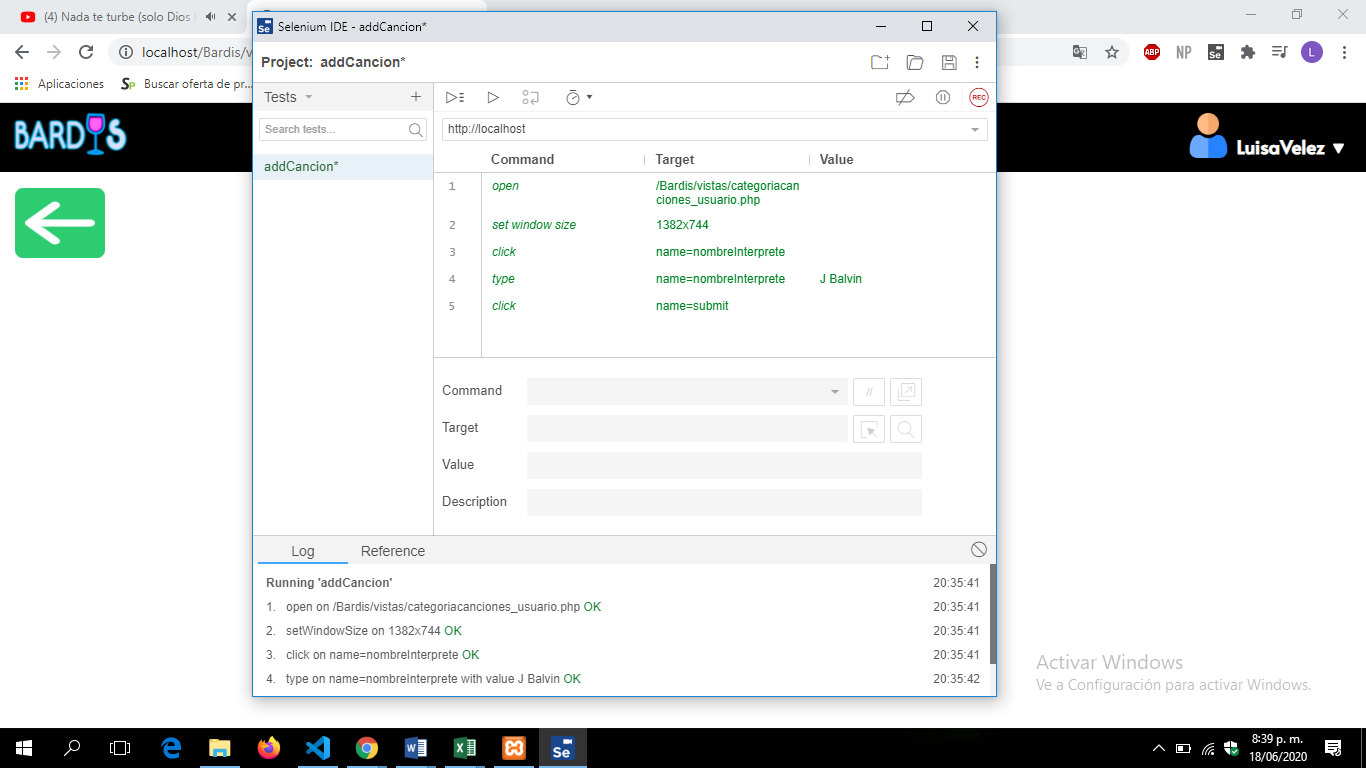 (4) Nada te turbe (solo Dios
Selenium IDE - addCancion*
localhost/Bardis/v
ABP
NP
Se
L
Aplicaciones
Sp
Buscar oferta de pr...
Project: addCancion*
Tests
REC
Search tests...
http://localhost
addCancion*
Command Target Value
1 open /Bardis/vistas/categoriacan
ciones_usuario.php
2 set window size 1382x744
3 click name=nombreInterprete
4 type name=nombreInterprete J Balvin
5 click name=submit
BARDIS
LuisaVelez
Command
//
Target
Value
Description
Log Reference
Running 'addCancion' 20:35:41
1. open on /Bardis/vistas/categoriacanciones_usuario.php OK 20:35:41
2. setWindowSize on 1382x744 OK 20:35:41
3. click on name=nombreInterprete OK 20:35:41
4. type on name=nombreInterprete with value J Balvin OK 20:35:42
Activar Windows
Ve a Configuración para activar Windows.
Se
8:39 p. m.
18/06/2020